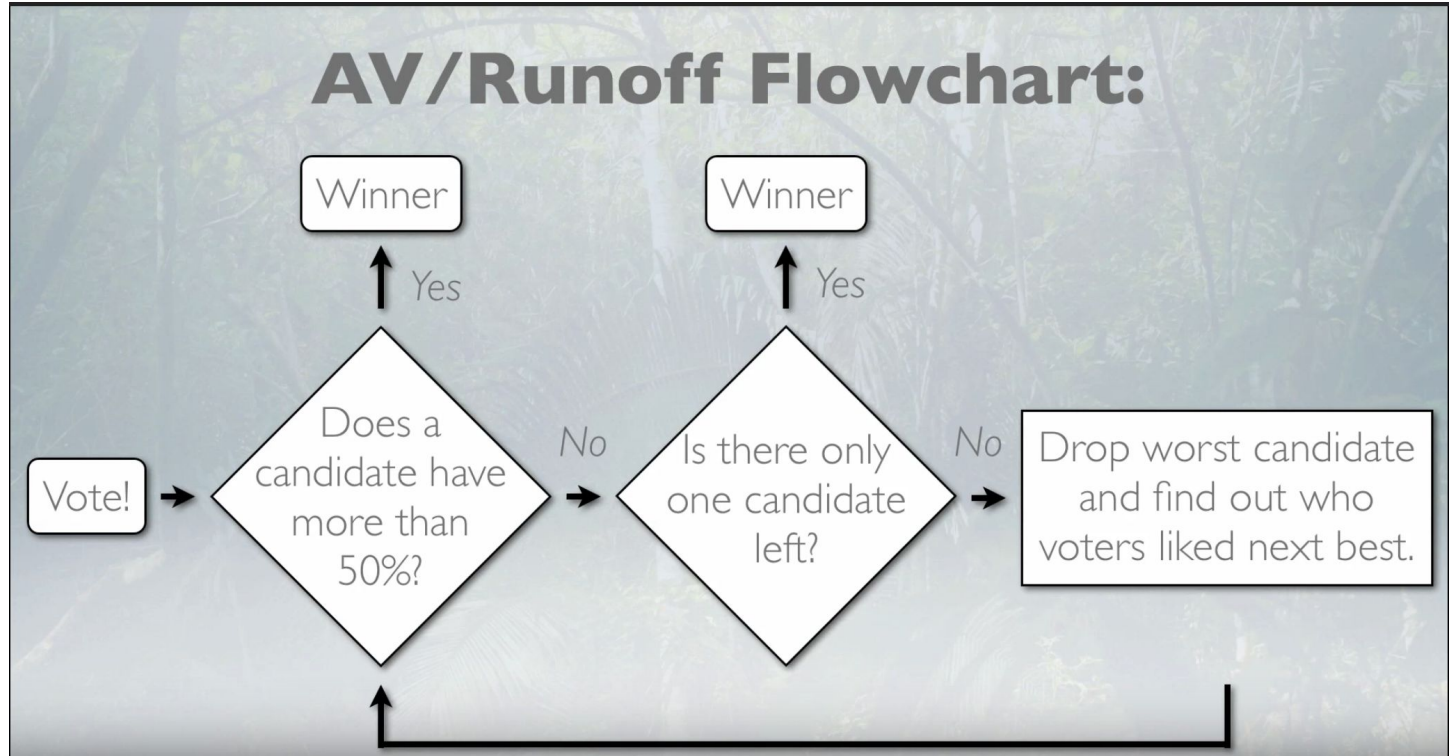 AV/Runoff Flowchart:
Winner
Winner
Yes
Yes
Vote!
Does a
candidate have
more than
50%?
No
Is there only
one candidate
left?
No
Drop worst candidate
and find out who
voters liked next best.